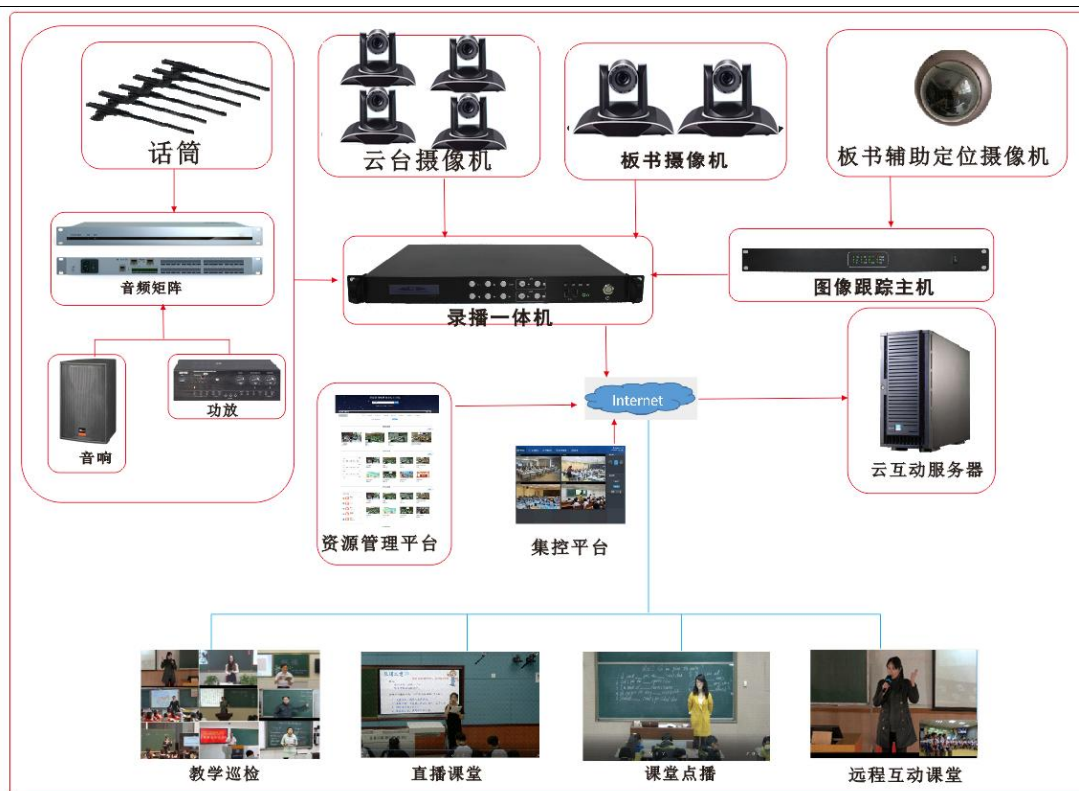 话筒
云台摄像机
板书摄像机
板书辅助定位摄像机
音频矩阵
录播一体机
图像跟踪主机
音响
功放
Internet
云互动服务器
资源管理平台
集控平台
教学巡检
直播课堂
课堂点播
远程互动课堂